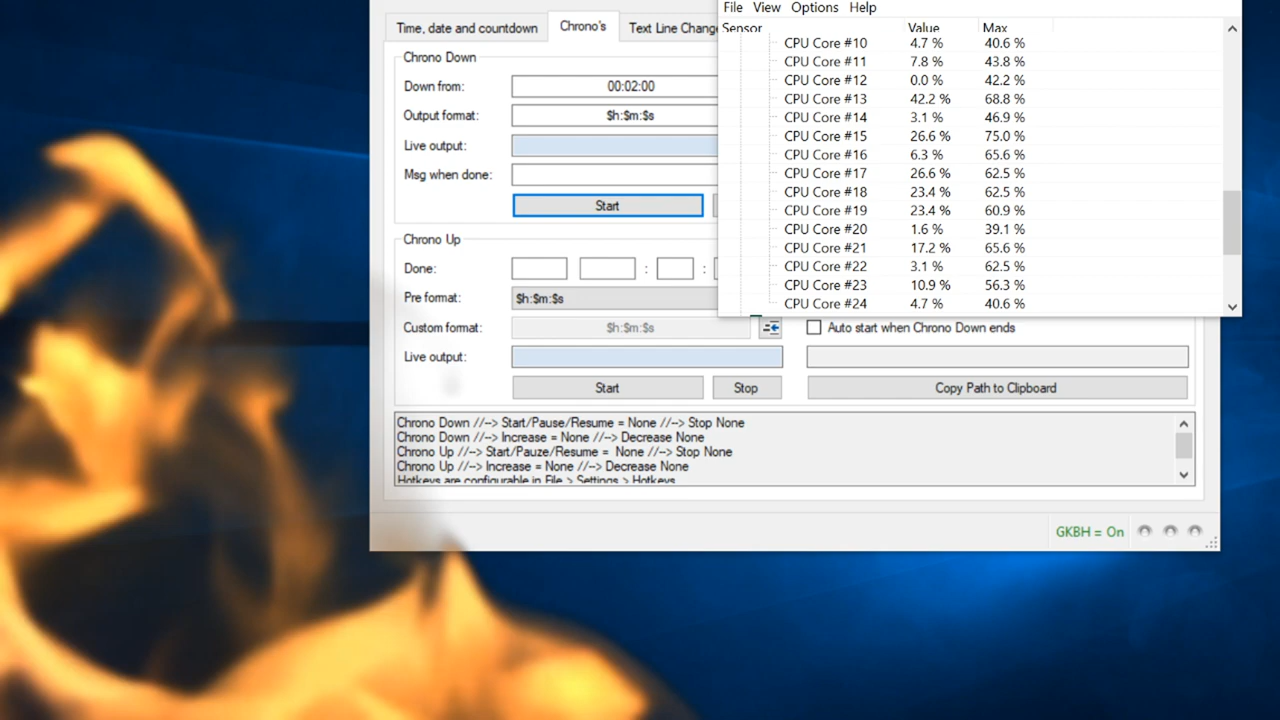 File View Options Help
Time, date and countdown Chrono's Text Line Change
Sensor Value Max
CPU Core #10 4.7 % 40.6 %
CPU Core #11 7.8 % 43.8 %
CPU Core #12 0.0 % 42.2 %
CPU Core #13 42.2 % 68.8 %
CPU Core #14 3.1 % 46.9 %
CPU Core #15 26.6 % 75.0 %
CPU Core #16 6.3 % 65.6 %
CPU Core #17 26.6 % 62.5 %
CPU Core #18 23.4 % 62.5 %
CPU Core #19 23.4 % 60.9 %
CPU Core #20 1.6 % 39.1 %
CPU Core #21 17.2 % 65.6 %
CPU Core #22 3.1 % 62.5 %
CPU Core #23 10.9 % 56.3 %
CPU Core #24 4.7 % 40.6 %
Chrono Down
Down from: 00:02:00
Output format: $h:$m:$s
Live output:
Msg when done:
Start
Chrono Up
Done: : :
Pre format: $h:$m:$s
Custom format: $h:$m:$s Auto start when Chrono Down ends
Live output:
Start Stop Copy Path to Clipboard
Chrono Down //--> Start/Pause/Resume = None //--> Stop None
Chrono Down //--> Increase = None //--> Decrease None
Chrono Up //--> Start/Pauze/Resume =  None //--> Stop None
Chrono Up //--> Increase = None //--> Decrease None
Hotkeys are configurable in File > Settings > Hotkeys
GKBH = On